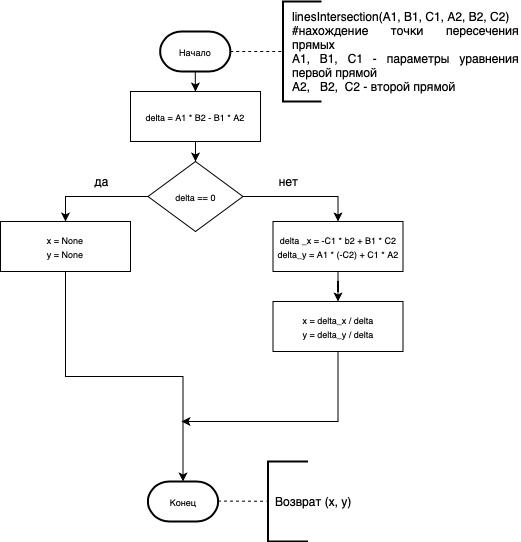 linesIntersection(A1, B1, C1, A2, B2, C2)
#нахождение точки пересечения
прямых
A1, B1, C1 - параметры уравнения
первой прямой
A2, B2, C2 - второй прямой
Начало
delta = A1 * B2 - B1 * A2
да
delta == 0
нет
x = None
y = None
delta _x = -C1 * b2 + B1 * C2
delta_y = A1 * (-C2) + C1 * A2
x = delta_x / delta
y = delta_y / delta
Конец
Возврат (x, y)